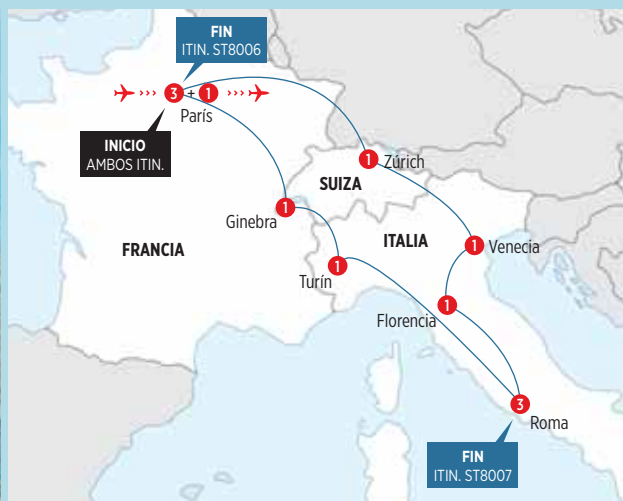 FIN
ITIN. ST8006
3 + 1
París
INICIO
AMBOS ITIN.
1 Zúrich
SUIZA
1
Ginebra
ITALIA
1 Venecia
FRANCIA
1
Turín
1
Florencia
3
Roma
FIN
ITIN. ST8007